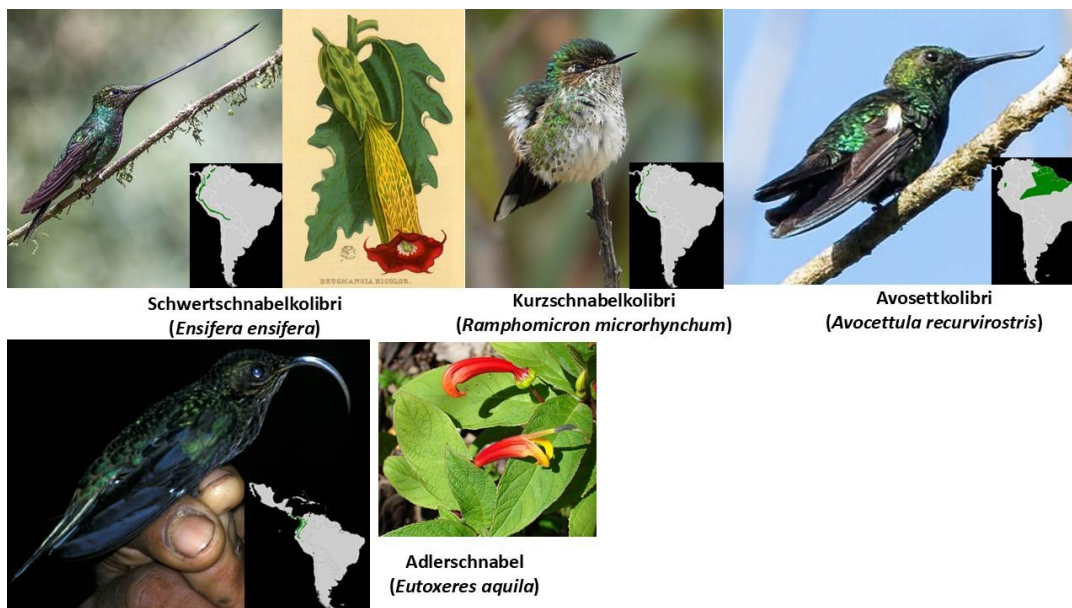 BRUGMANSIA BICOLOR.
Schwertschnabelkolibri
(Ensifera ensifera)
Kurzschnabelkolibri
(Ramphomicron microrhynchum)
Avosettkolibri
(Avocettula recurvirostris)
Adlerschnabel
(Eutoxeres aquila)